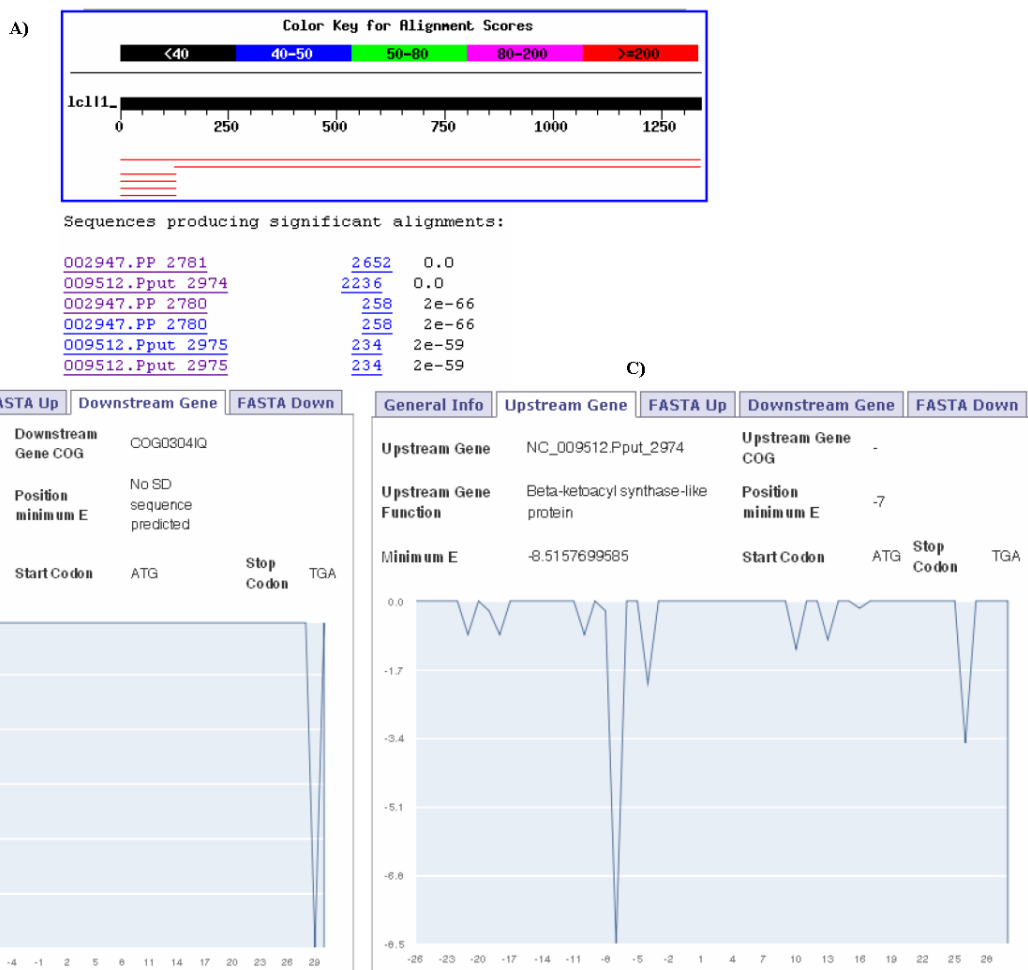 A)
Color Key for Alignment Scores
<40 40-50 50-80 80-200 >=200
lcl|1_
0 250 500 750 1000 1250
Sequences producing significant alignments:
002947.PP 2781 2652 0.0
009512.Pput 2974 2236 0.0
002947.PP 2780 258 2e-66
002947.PP 2780 258 2e-66
009512.Pput 2975 234 2e-59
009512.Pput 2975 234 2e-59
C)
Up Downstream Gene FASTA Down
Downstream Gene COG COG0304IQ
Position minimum E No SD sequence predicted
Start Codon ATG Stop Codon TGA
-4 -1 2 5 8 11 14 17 20 23 26 29
General Info Upstream Gene FASTA Up Downstream Gene FASTA Down
Upstream Gene NC_009512.Pput_2974 Upstream Gene COG -
Upstream Gene Function Beta-ketoacyl synthase-like protein Position minimum E -7
Minimum E -8.5157699585 Start Codon ATG Stop Codon TGA
0.0
-1.7
-3.4
-5.1
-6.8
-8.5
-26 -23 -20 -17 -14 -11 -8 -5 -2 1 4 7 10 13 16 19 22 25 28